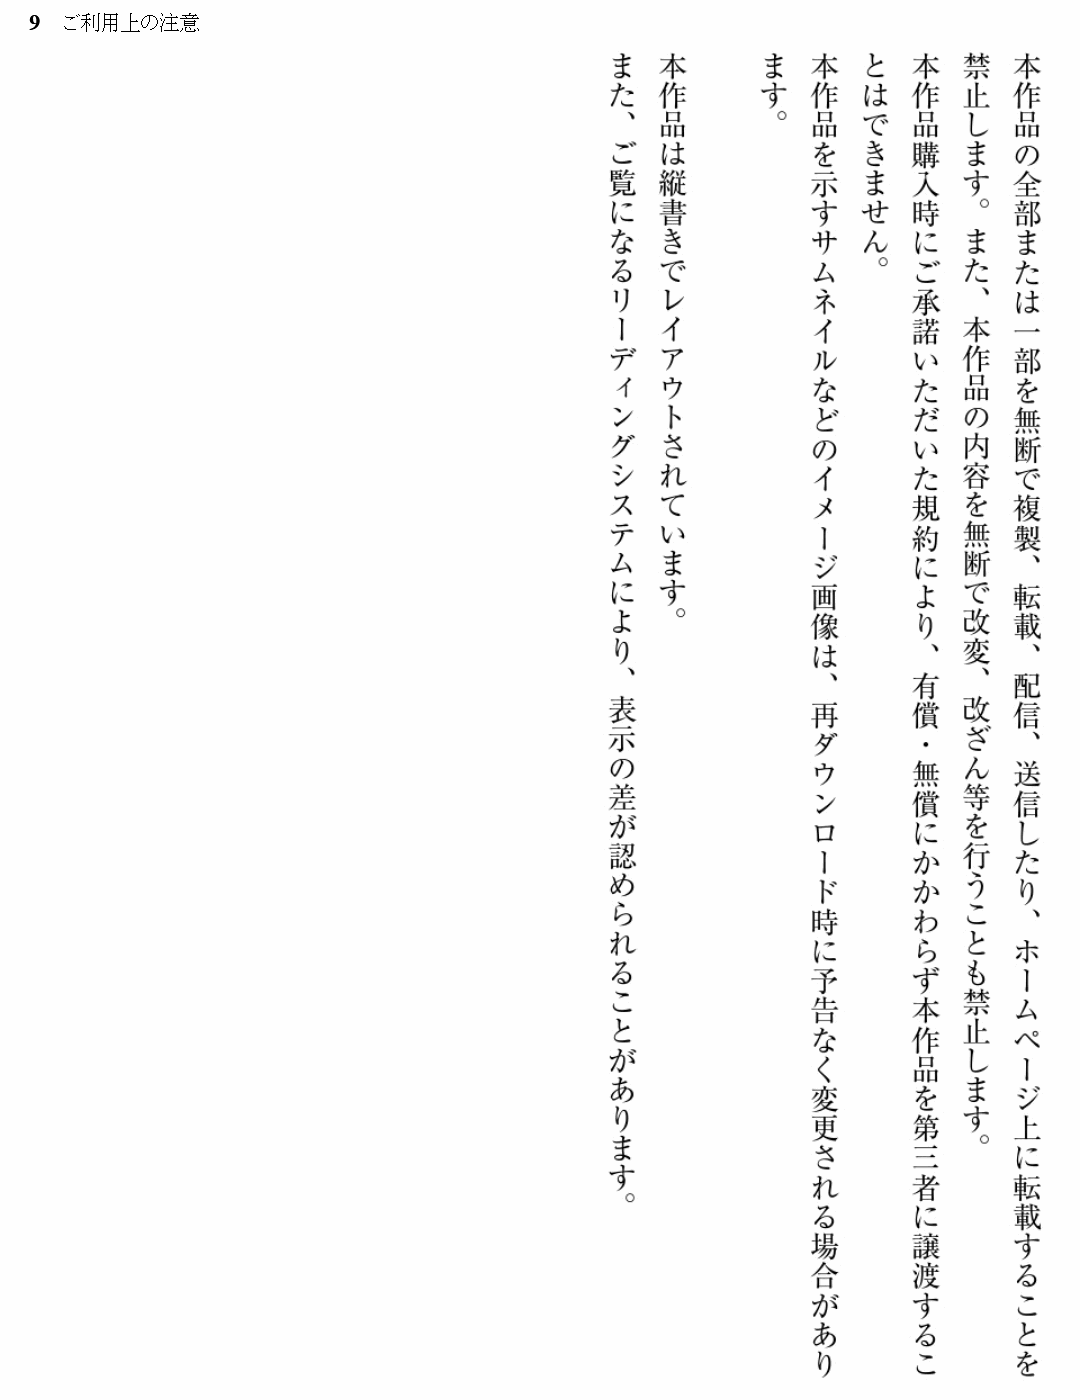 9 ご利用上の注意
本作品の全部または一部を無断で複製、転載、配信、送信したり、ホームページ上に転載することを
禁止します。また、本作品の内容を無断で改変、改ざん等を行うことも禁止します。
本作品購入時にご承諾いただいた規約により、有償・無償にかかわらず本作品を第三者に譲渡するこ
とはできません。
本作品を示すサムネイルなどのイメージ画像は、再ダウンロード時に予告なく変更される場合があり
ます。
本作品は縦書きでレイアウトされています。
また、ご覧になるリーディングシステムにより、表示の差が認められることがあります。